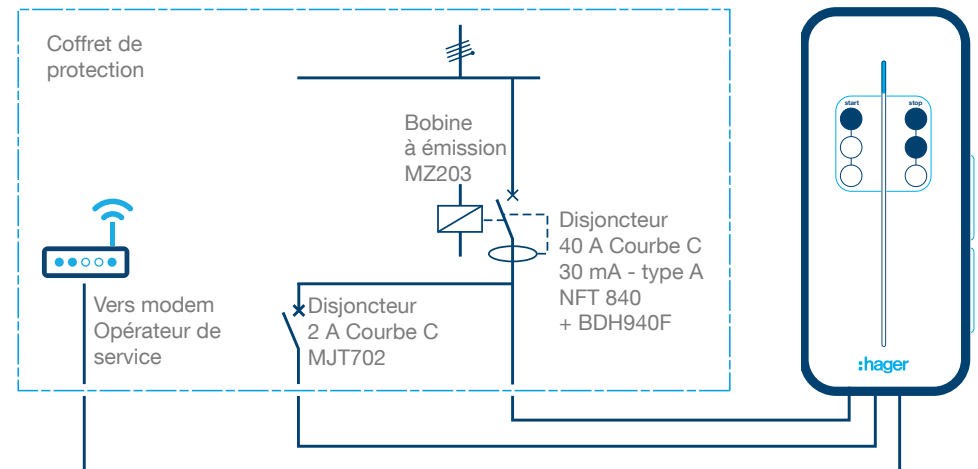 Coffret de
protection
Bobine
à émission
MZ203
Disjoncteur
40 A Courbe C
30 mA - type A
NFT 840
+ BDH940F
Vers modem
Opérateur de
service
Disjoncteur
2 A Courbe C
MJT702
start
stop
:hager